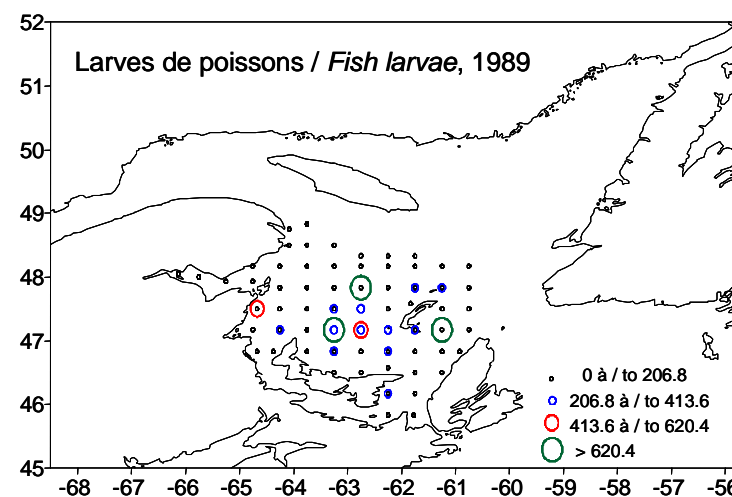 52
Larves de poissons / Fish larvae, 1989
51
50
49
48
47
0 à / to 206.8
206.8 à / to 413.6
46
413.6 à / to 620.4
> 620.4
45
-68 -67 -66 -65 -64 -63 -62 -61 -60 -59 -58 -57 -56